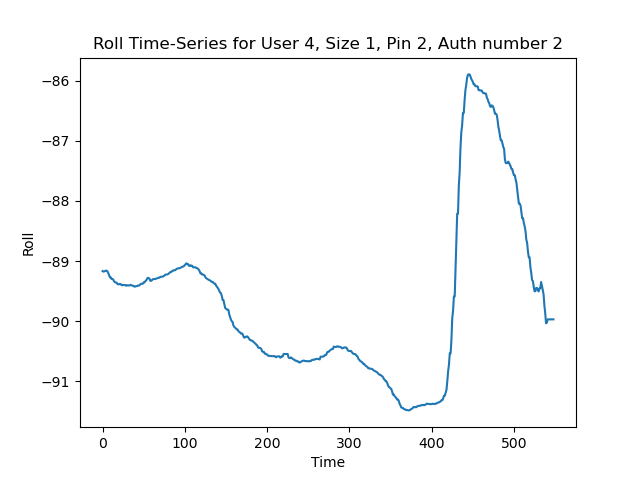 Roll Time-Series for User 4, Size 1, Pin 2, Auth number 2
−86
−87
−88
−89
−90
−91
Roll
0 100 200 300 400 500
Time